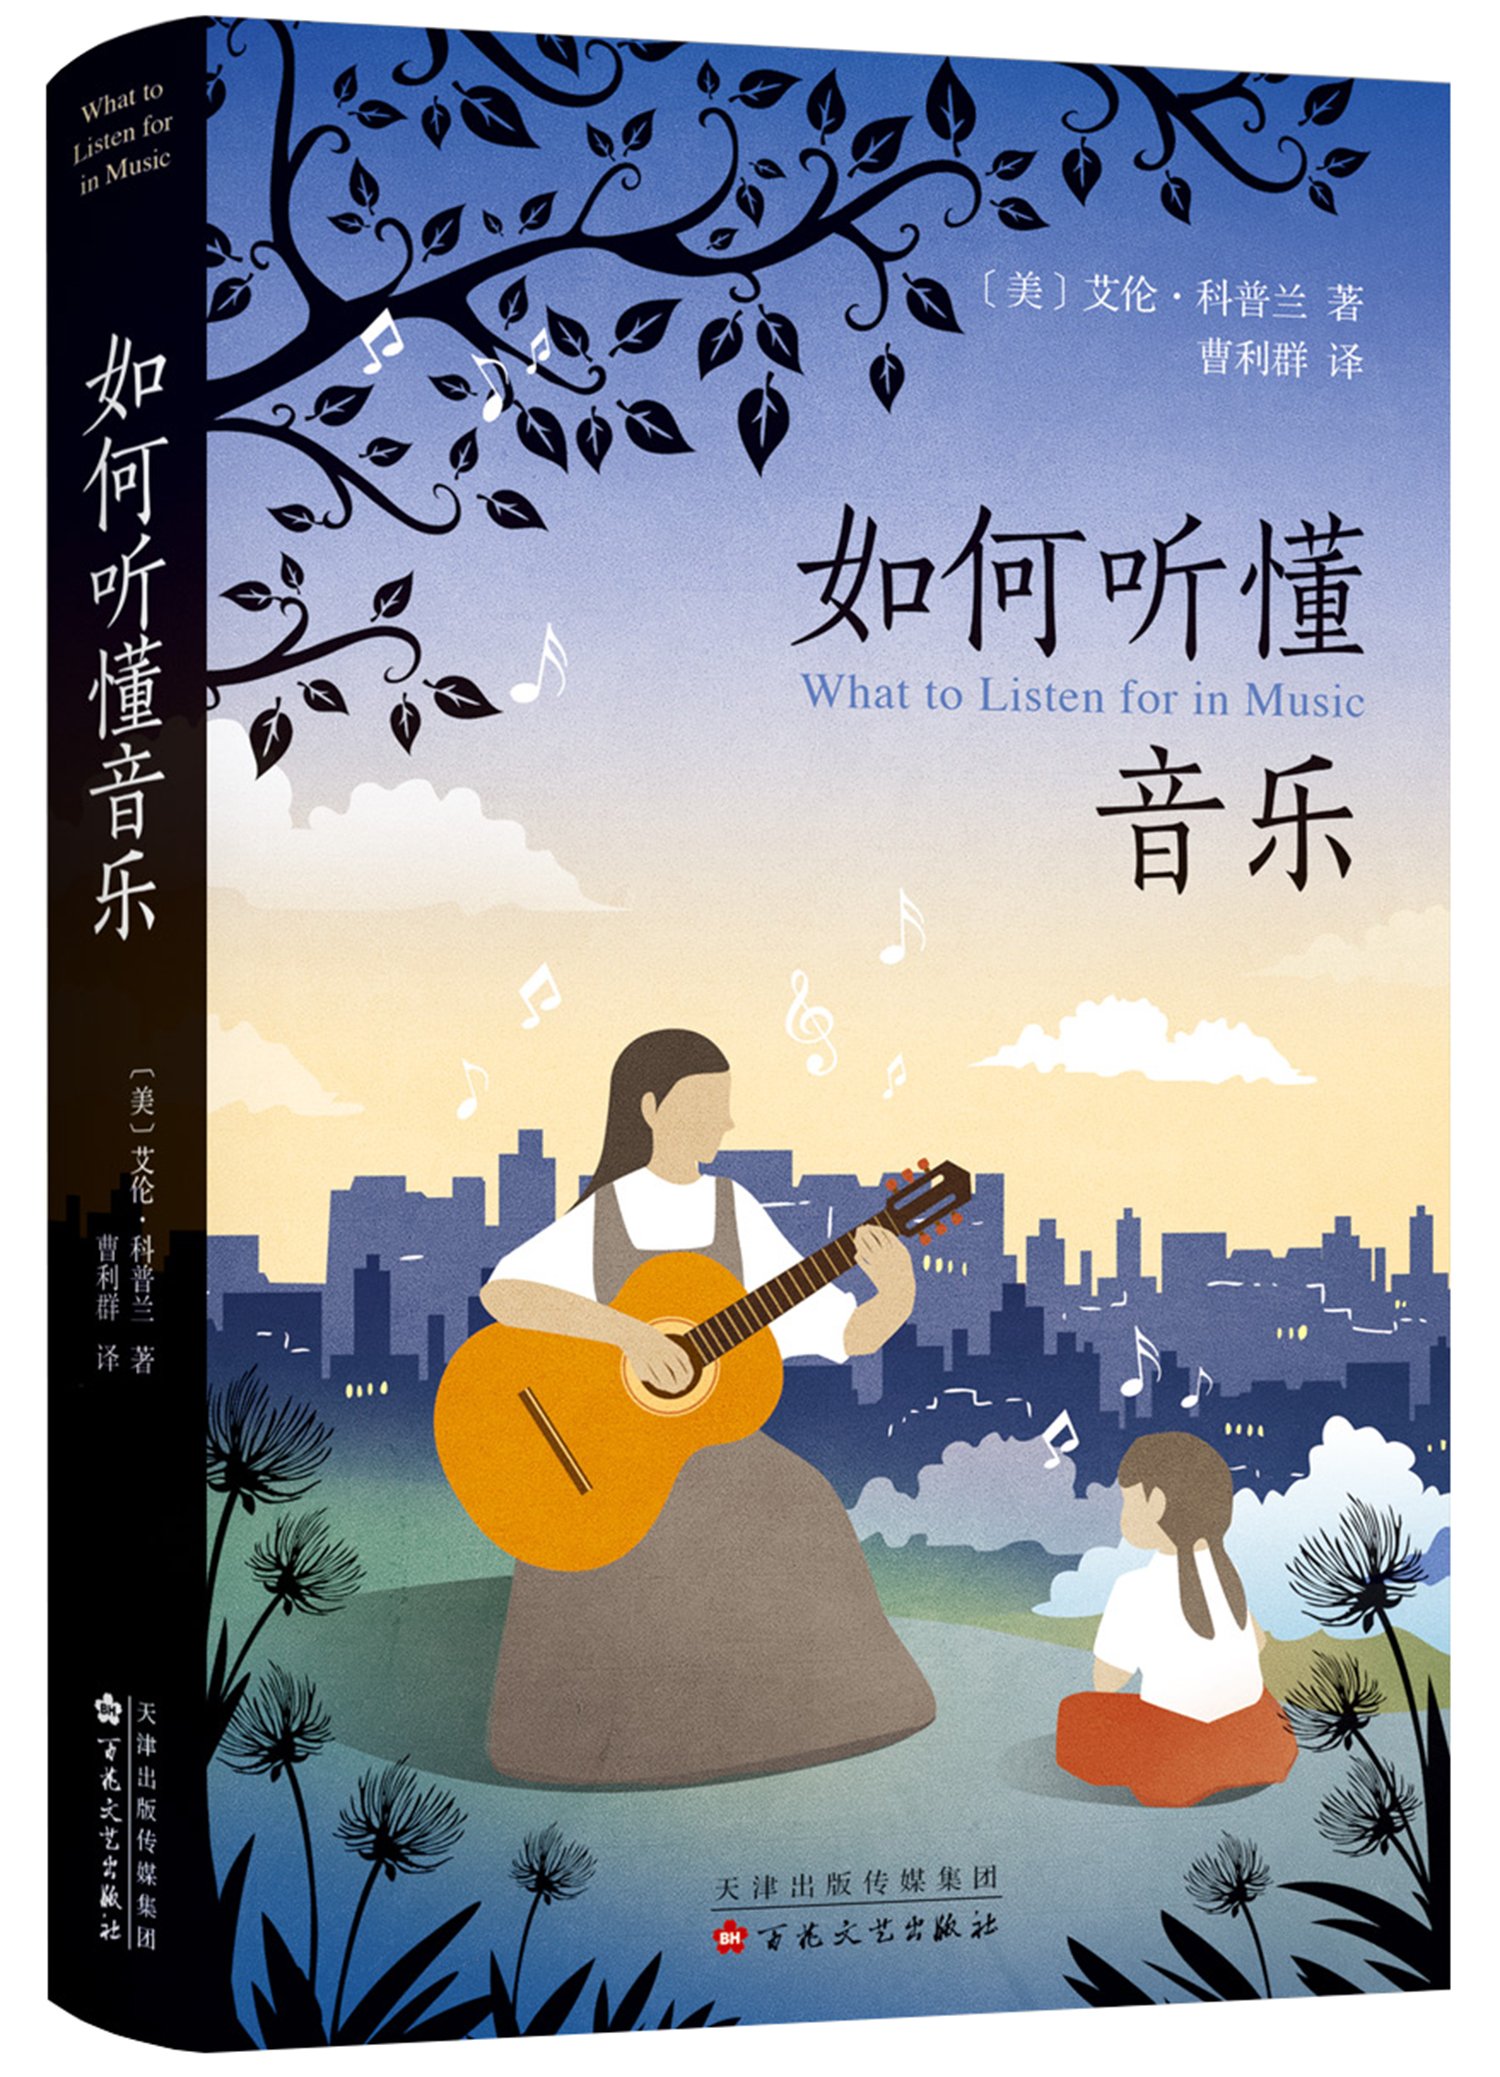 What to
Listen for
in Music
如何听懂音乐
〔美〕艾伦·科普兰 著
曹利群 译
BH
百花文艺出版社
天津出版传媒集团
〔美〕艾伦·科普兰 著
曹利群 译
如何听懂
What to Listen for in Music
音乐
天津出版传媒集团
BH 百花文艺出版社